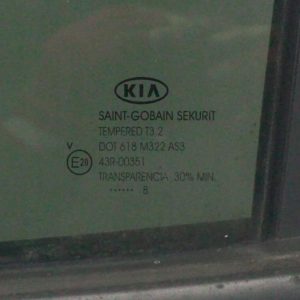 KIA
SAINT-GOBAIN SEKURIT
TEMPERED T3.2
DOT 618 M322 AS3
V
E20 43R-00351
TRANSPARENCIA 30% MIN.
...... 8